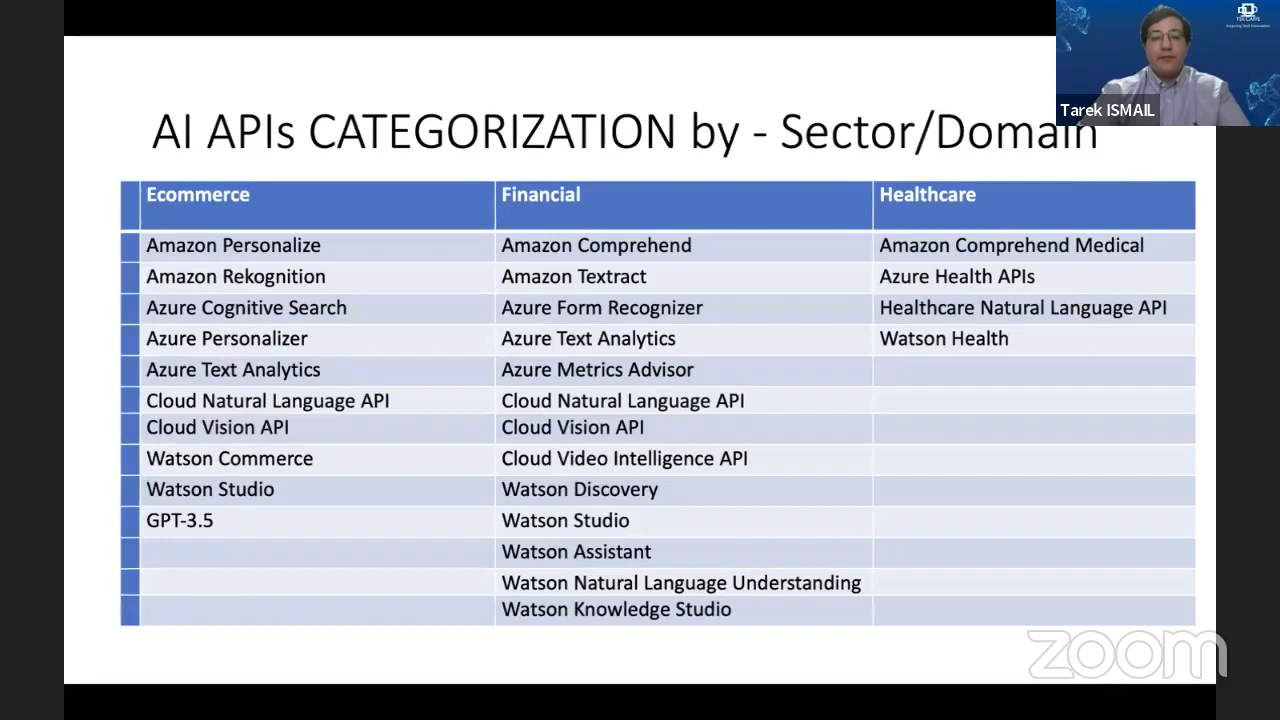 AI APIs CATEGORIZATION by - Sector/Domain
Tarek ISMAIL
Ecommerce Financial Healthcare
Amazon Personalize Amazon Comprehend Amazon Comprehend Medical
Amazon Rekognition Amazon Textract Azure Health APIs
Azure Cognitive Search Azure Form Recognizer Healthcare Natural Language API
Azure Personalizer Azure Text Analytics Watson Health
Azure Text Analytics Azure Metrics Advisor
Cloud Natural Language API Cloud Natural Language API
Cloud Vision API Cloud Vision API
Watson Commerce Cloud Video Intelligence API
Watson Studio Watson Discovery
GPT-3.5 Watson Studio
Watson Assistant
Watson Natural Language Understanding
Watson Knowledge Studio
zoom